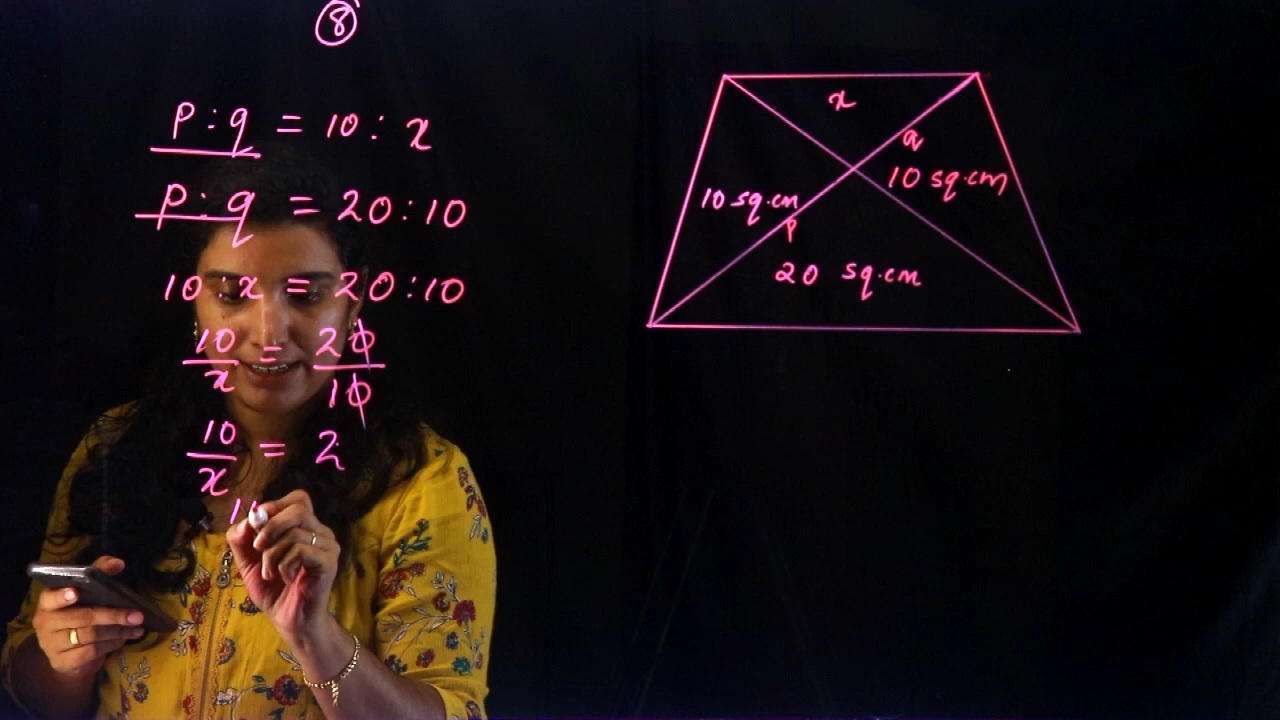 8
p : q = 10 : x
p : q = 20 : 10
10 : x = 20 : 10
10/x = 20/10
10/x = 2
x
q
10 sq.cm
10 sq.cm
p
20 sq.cm